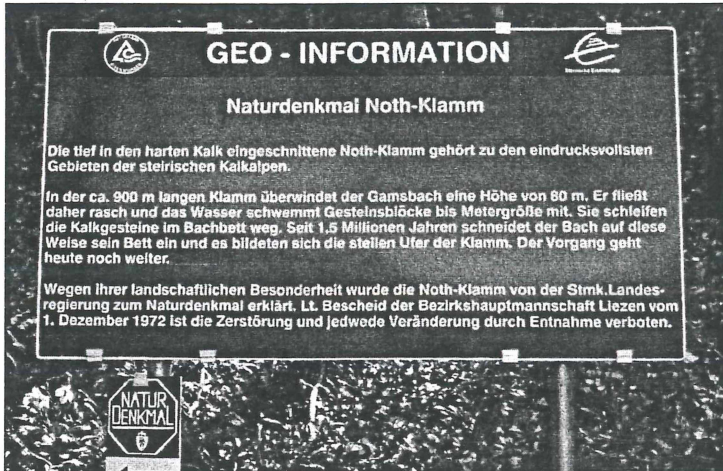 GEO - INFORMATION
Naturdenkmal Noth-Klamm
Die tief in den harten Kalk eingeschnittene Noth-Klamm gehört zu den eindrucksvollsten
Gebieten der steirischen Kalkalpen.
In der ca. 900 m langen Klamm überwindet der Gamsbach eine Höhe von 80 m. Er fließt
daher rasch und das Wasser schwemmt Gesteinsblöcke bis Metergröße mit. Sie schleifen
die Kalkgesteine im Bachbett weg. Seit 1,5 Millionen Jahren schneidet der Bach auf diese
Weise sein Bett ein und es bildeten sich die steilen Ufer der Klamm. Der Vorgang geht
heute noch weiter.
Wegen ihrer landschaftlichen Besonderheit wurde die Noth-Klamm von der Stmk.Landes-
regierung zum Naturdenkmal erklärt. Lt. Bescheid der Bezirkshauptmannschaft Liezen vom
1. Dezember 1972 ist die Zerstörung und jedwede Veränderung durch Entnahme verboten.
NATUR
DENKMAL